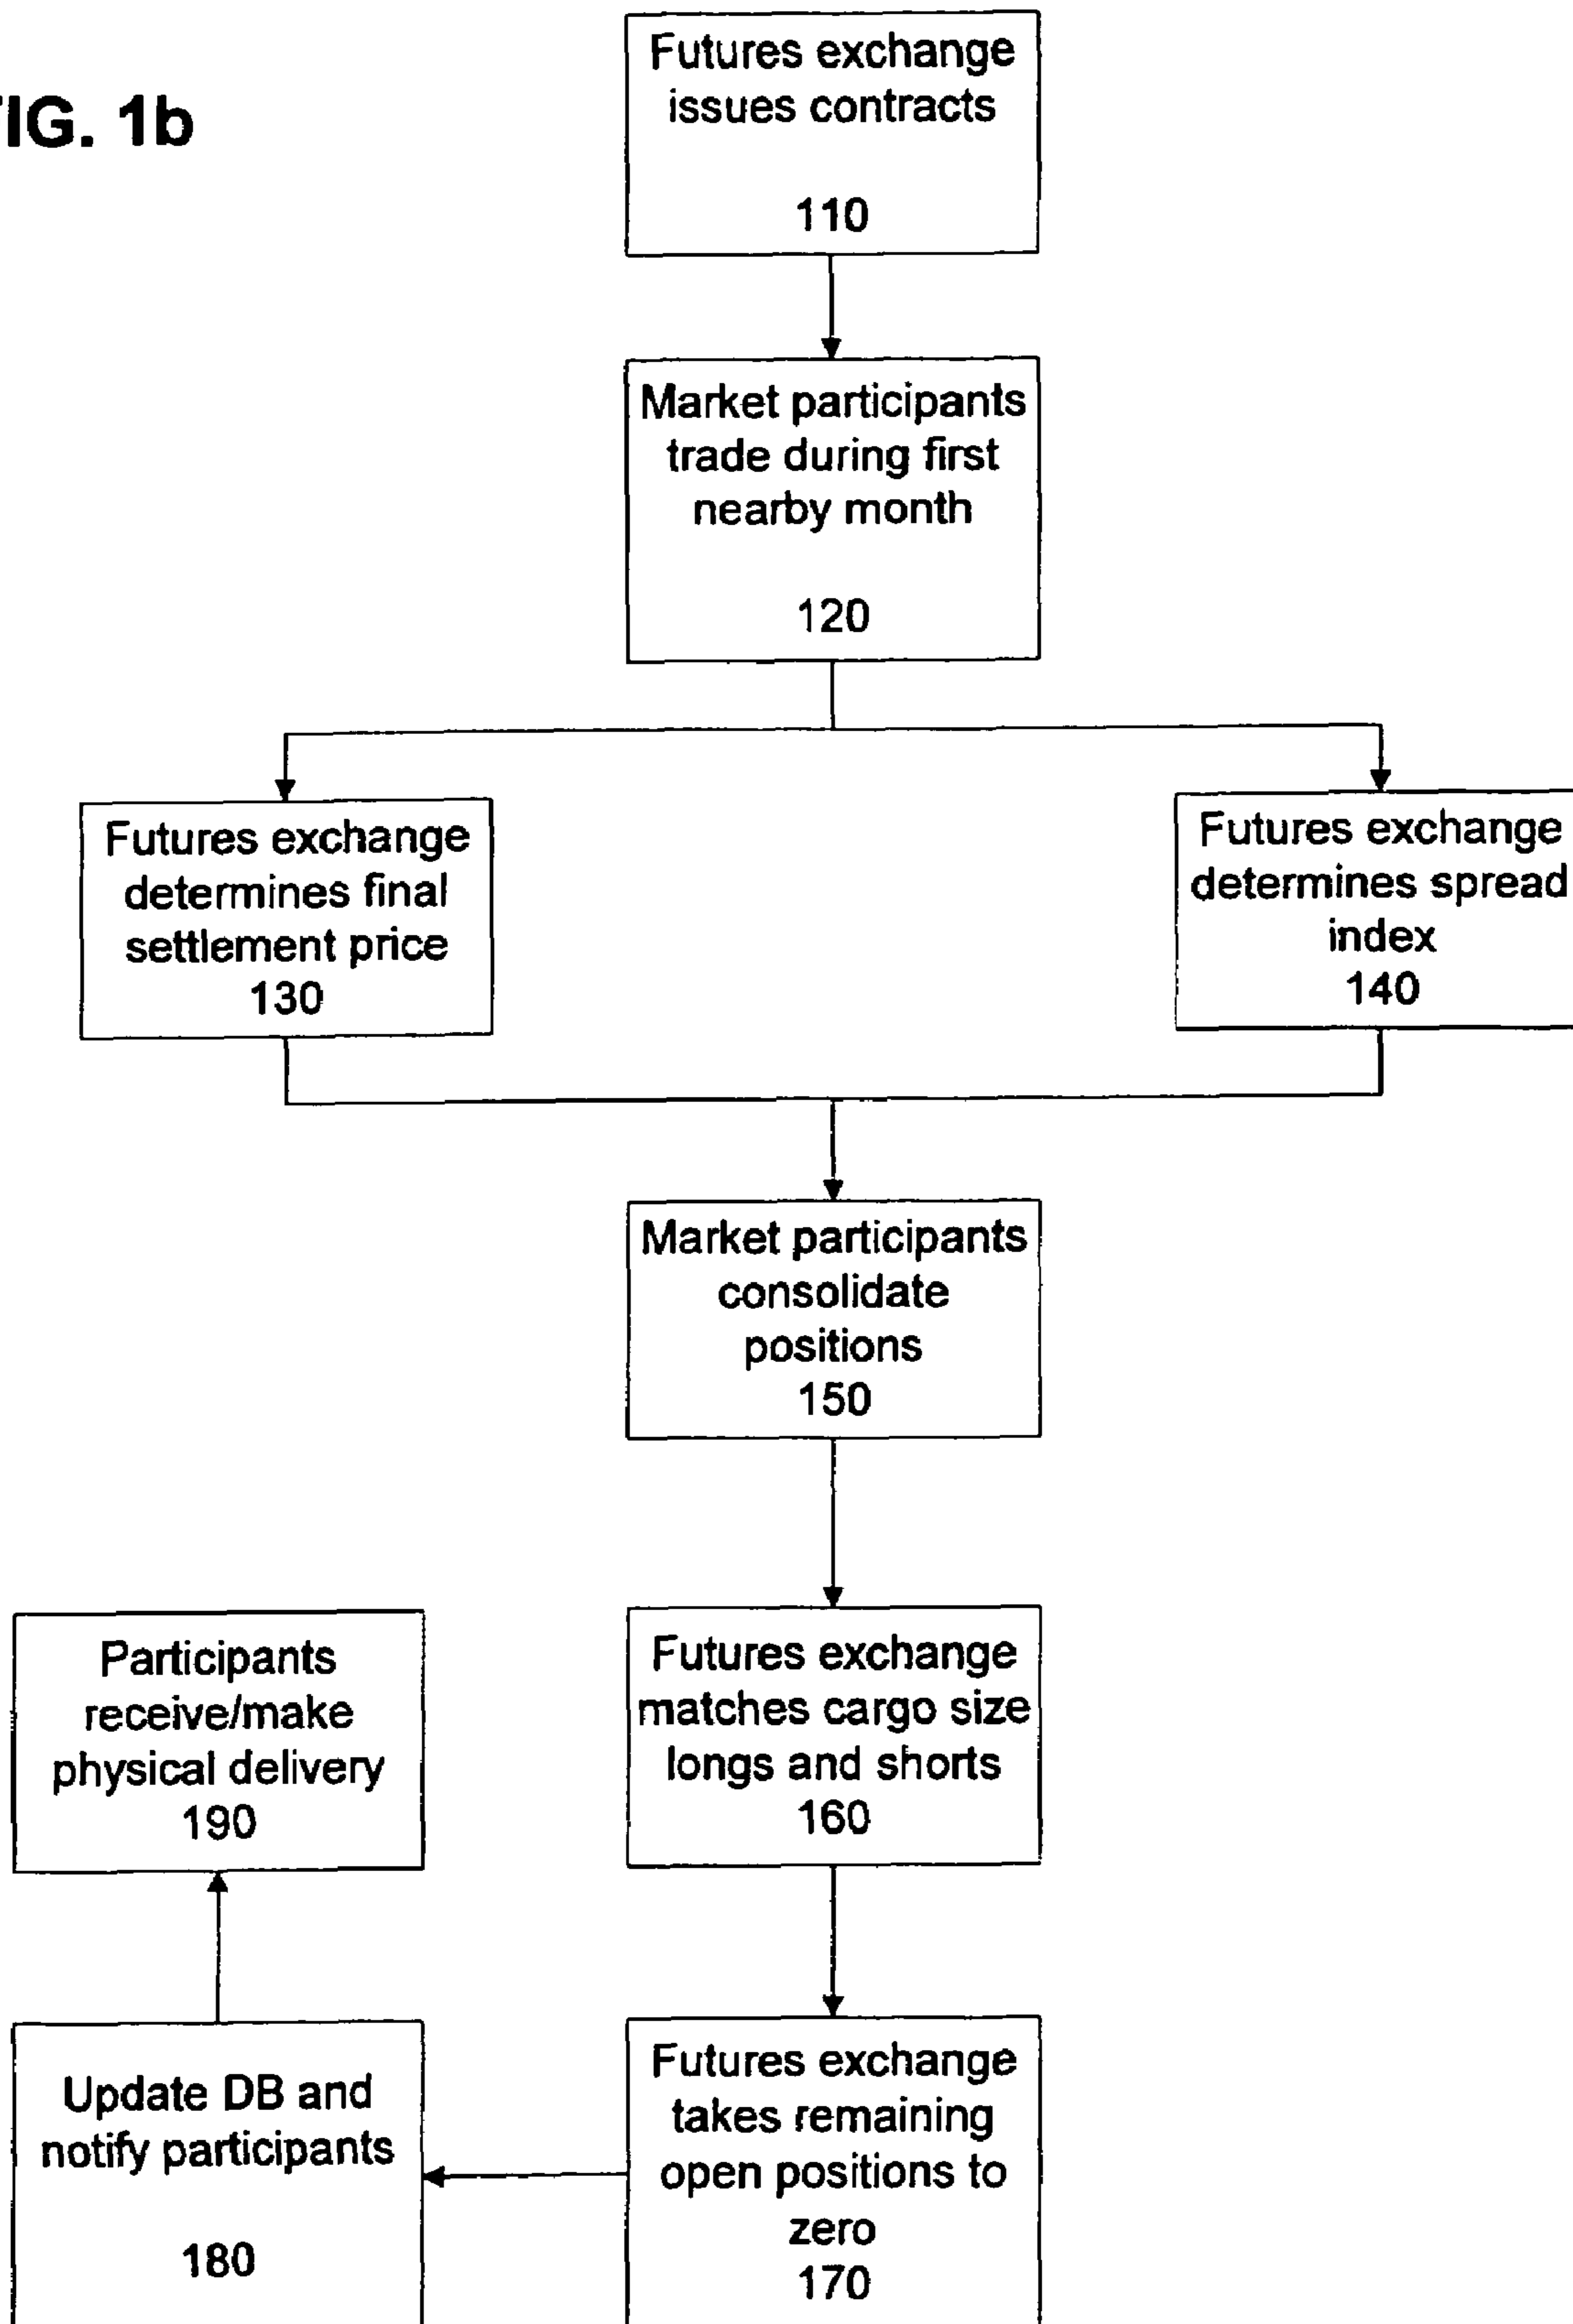 FIG. 1b
Futures exchange
issues contracts
110
Market participants
trade during first
nearby month
120
Futures exchange
determines final
settlement price
130
Futures exchange
determines spread
index
140
Market participants
consolidate
positions
150
Futures exchange
matches cargo size
longs and shorts
160
Futures exchange
takes remaining
open positions to
zero
170
Update DB and
notify participants
180
Participants
receive/make
physical delivery
190